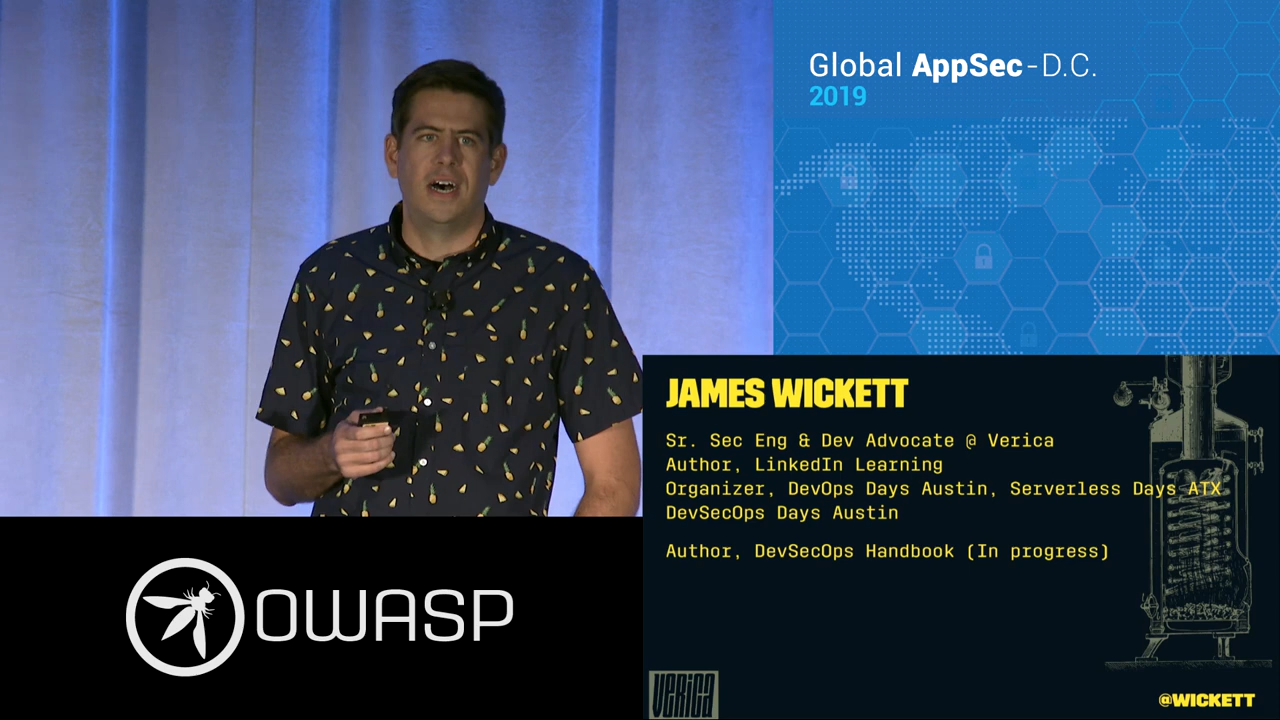 Global AppSec - D.C.
2019
JAMES WICKETT
Sr. Sec Eng & Dev Advocate @ Verica
Author, LinkedIn Learning
Organizer, DevOps Days Austin, Serverless Days ATX
DevSecOps Days Austin
Author, DevSecOps Handbook (In progress)
OWASP
VERICA
@WICKETT